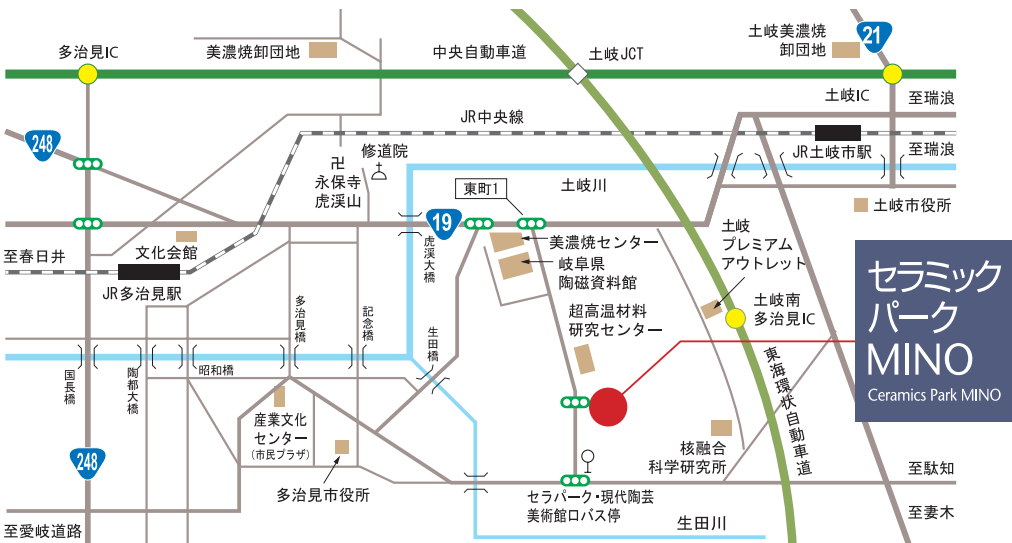 多治見IC
美濃焼卸団地
中央自動車道
土岐JCT
土岐美濃焼
卸団地
21
土岐IC
至瑞浪
248
JR中央線
JR土岐市駅
至瑞浪
修道院
卍
永保寺
虎渓山
東町1
土岐川
19
土岐市役所
至春日井
文化会館
JR多治見駅
虎渓大橋
美濃焼センター
岐阜県
陶磁資料館
土岐
プレミアム
アウトレット
セラミック
パーク
MINO
Ceramics Park MINO
多治見橋
記念橋
生田橋
超高温材料
研究センター
土岐南
多治見IC
国長橋
陶都大橋
昭和橋
東海環状自動車道
産業文化
センター
(市民プラザ)
核融合
科学研究所
248
多治見市役所
セラパーク・現代陶芸
美術館口バス停
至駄知
至妻木
至愛岐道路
生田川